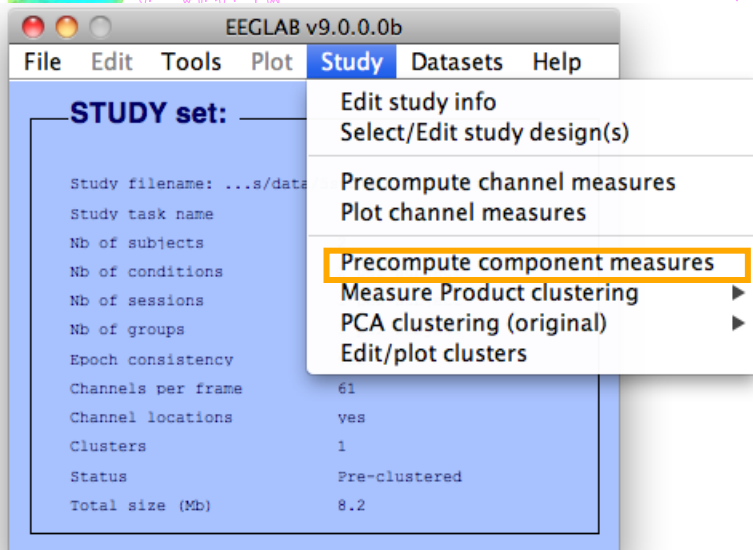 EEGLAB v9.0.0.0b
File Edit Tools Plot Study Datasets Help
STUDY set:
Edit study info
Select/Edit study design(s)
Precompute channel measures
Plot channel measures
Precompute component measures
Measure Product clustering
PCA clustering (original)
Edit/plot clusters
Study filename: ...s/data
Study task name
Nb of subjects
Nb of conditions
Nb of sessions
Nb of groups
Epoch consistency
Channels per frame 61
Channel locations yes
Clusters 1
Status Pre-clustered
Total size (Mb) 8.2